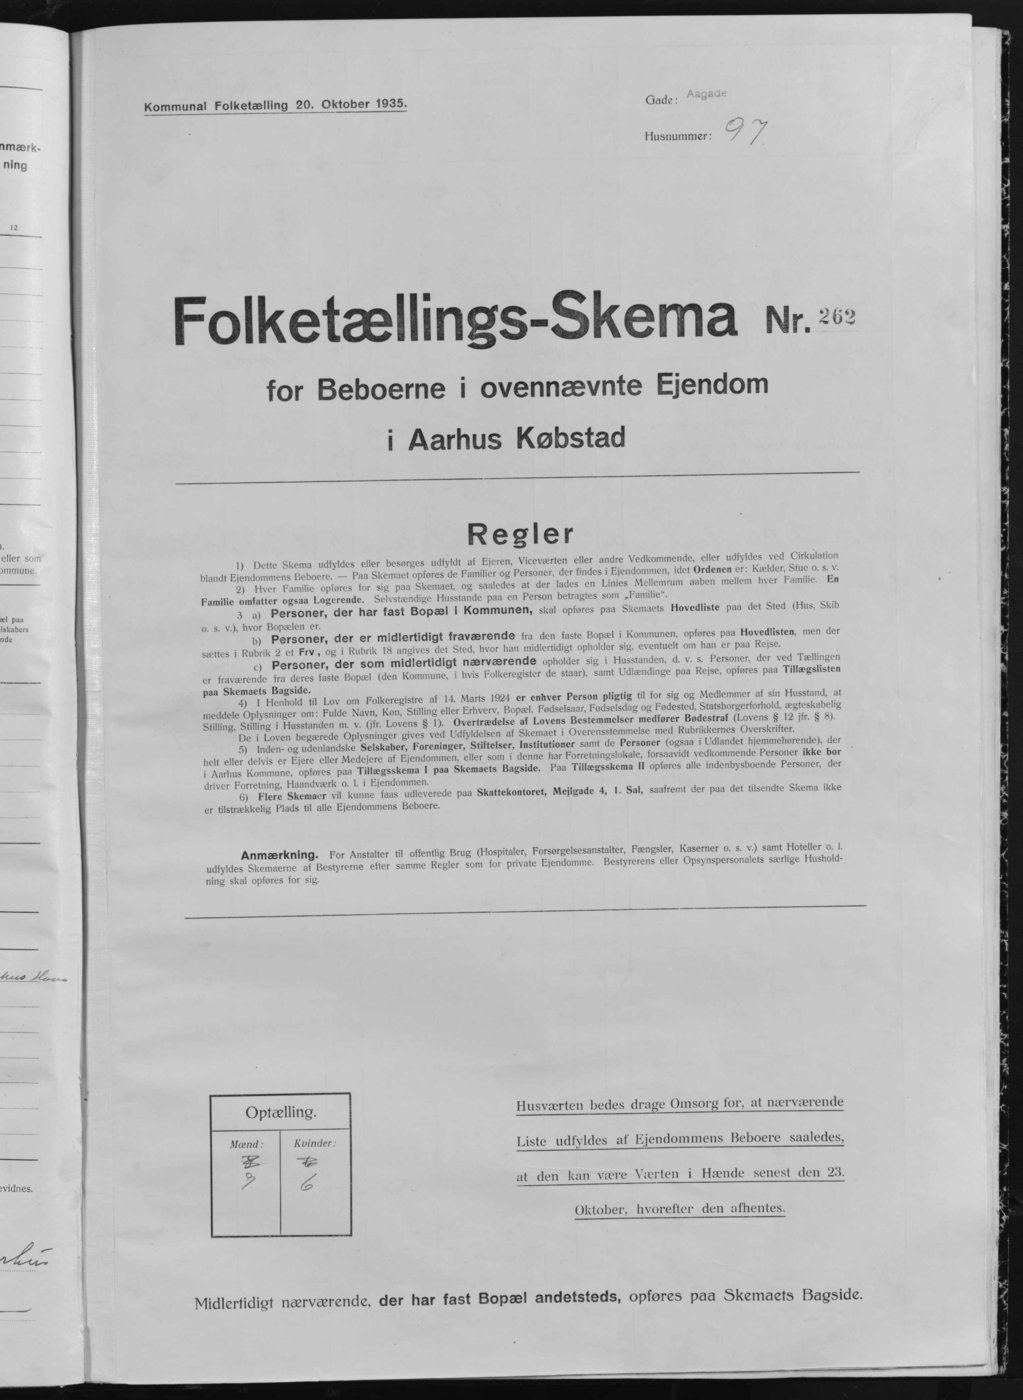 Kommunal Folketælling 20. Oktober 1935.
Gade: Aagade
Husnummer: 97
nmærk-
ning
12
Folketællings-Skema Nr. 262
for Beboerne i ovennævnte Ejendom
i Aarhus Købstad
Regler
1) Dette Skema udfyldes eller besørges udfyldt af Ejeren, Viceværten eller andre Vedkommende, eller udfyldes ved Cirkulation
blandt Ejendommens Beboere. — Paa Skemaet opføres de Familier og Personer, der findes i Ejendommen, idet Ordenen er: Kælder, Stue o. s. v.
2) Hver Familie opføres for sig paa Skemaet, og saaledes at der lades en Linies Mellemrum aaben mellem hver Familie. En
Familie omfatter ogsaa Logerende. Selvstændige Husstande paa en Person betragtes som „Familie“.
3 a) Personer, der har fast Bopæl i Kommunen, skal opføres paa Skemaets Hovedliste paa det Sted (Hus, Skib
o. s. v.), hvor Bopælen er.
b) Personer, der er midlertidigt fraværende fra den faste Bopæl i Kommunen, opføres paa Hovedlisten, men der
sættes i Rubrik 2 et Frv., og i Rubrik 18 angives det Sted, hvor han midlertidigt opholder sig, eventuelt om han er paa Rejse.
c) Personer, der som midlertidigt nærværende opholder sig i Husstanden, d. v. s. Personer, der ved Tællingen
er fraværende fra deres faste Bopæl (den Kommune, i hvis Folkeregister de staar), samt Udlændinge paa Rejse, opføres paa Tillægslisten
paa Skemaets Bagside.
4) I Henhold til Lov om Folkeregistre af 14. Marts 1924 er enhver Person pligtig til for sig og Medlemmer af sin Husstand, at
meddele Oplysninger om: Fulde Navn, Køn, Stilling eller Erhverv, Bopæl, Fødselsaar, Fødselsdag og Fødested, Statsborgerforhold, ægteskabelig
Stilling, Stilling i Husstanden m. v. (jfr. Lovens § 1). Overtrædelse af Lovens Bestemmelser medfører Bødestraf (Lovens § 12 jfr. § 8).
De i Loven begærede Oplysninger gives ved Udfyldelsen af Skemaet i Overensstemmelse med Rubrikkernes Overskrifter.
5) Inden- og udenlandske Selskaber, Foreninger, Stiftelser, Institutioner samt de Personer (ogsaa i Udlandet hjemmehørende), der
helt eller delvis er Ejere eller Medejere af Ejendommen, eller som i denne har Forretningslokale, forsaavidt vedkommende Personer ikke bor
i Aarhus Kommune, opføres paa Tillægsskema I paa Skemaets Bagside. Paa Tillægsskema II opføres alle indenbysboende Personer, der
driver Forretning, Haandværk o. l. i Ejendommen.
6) Flere Skemaer vil kunne faas udleverede paa Skattekontoret, Mejlgade 4, 1. Sal, saafremt der paa det tilsendte Skema ikke
er tilstrækkelig Plads til alle Ejendommens Beboere.
Anmærkning. For Anstalter til offentlig Brug (Hospitaler, Forsørgelsesanstalter, Fængsler, Kaserner o. s. v.) samt Hoteller o. l.
udfyldes Skemaerne af Bestyrerne efter samme Regler som for private Ejendomme. Bestyrerens eller Opsynspersonalets særlige Hushold-
ning skal opføres for sig.
eller som
ommune.
æl paa
lskabers
nde
evidnes.
Optælling.
Mænd: Kvinder:
9 6
Husværten bedes drage Omsorg for, at nærværende
Liste udfyldes af Ejendommens Beboere saaledes,
at den kan være Værten i Hænde senest den 23.
Oktober, hvorefter den afhentes.
Midlertidigt nærværende, der har fast Bopæl andetsteds, opføres paa Skemaets Bagside.